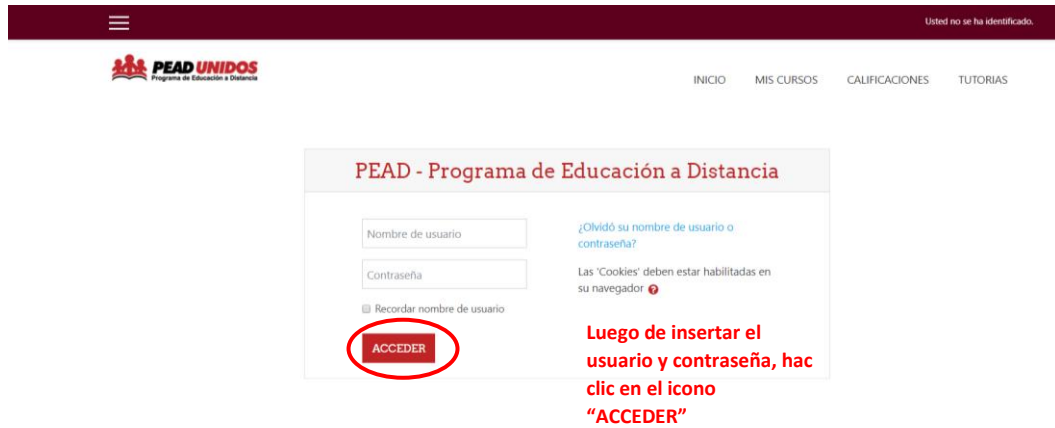 Usted no se ha identificado.
PEAD UNIDOS
Programa de Educación a Distancia
INICIO MIS CURSOS CALIFICACIONES TUTORIAS
PEAD - Programa de Educación a Distancia
Nombre de usuario
¿Olvidó su nombre de usuario o
contraseña?
Contraseña
Las 'Cookies' deben estar habilitadas en
su navegador
Recordar nombre de usuario
ACCEDER
Luego de insertar el
usuario y contraseña, hac
clic en el icono
“ACCEDER”